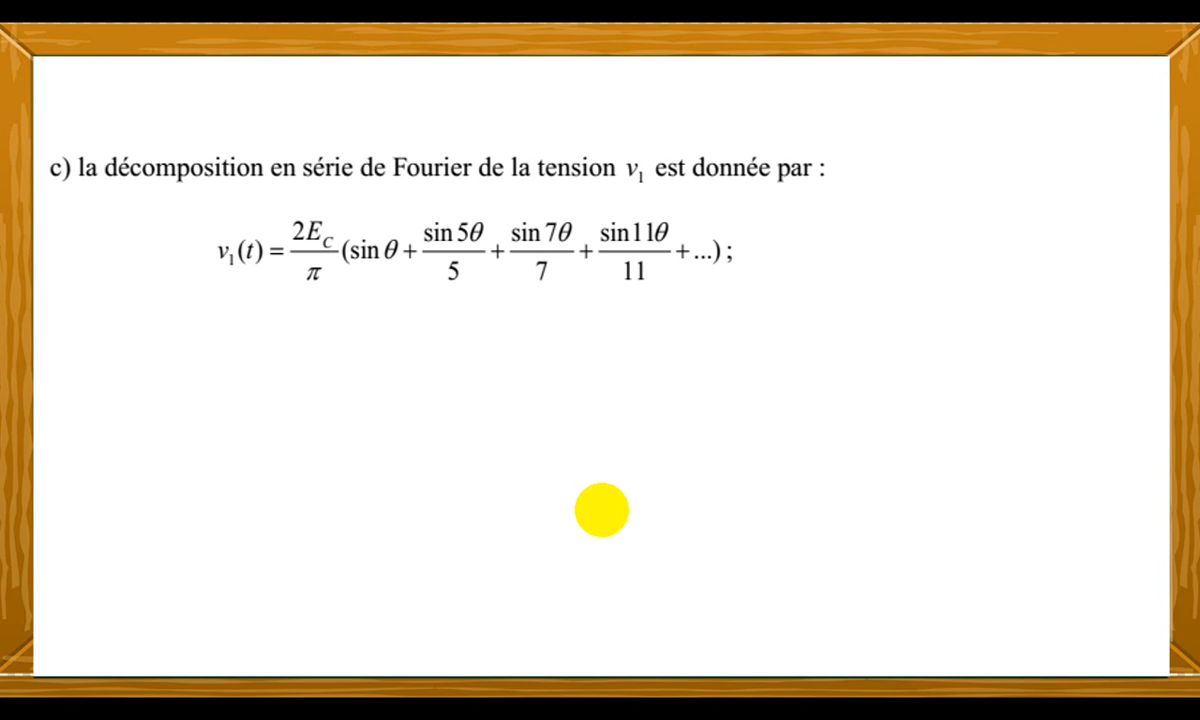 c) la décomposition en série de Fourier de la tension v₁ est donnée par :
v₁(t) = 2E_C/π (sin θ + sin 5θ/5 + sin 7θ/7 + sin 11θ/11 + ...) ;